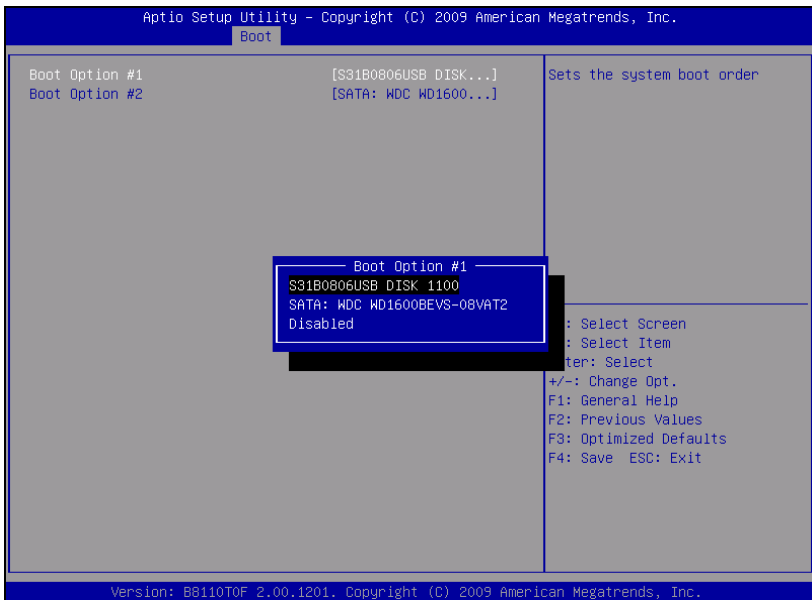 Aptio Setup Utility – Copyright (C) 2009 American Megatrends, Inc.
Boot
Boot Option #1 [S31B0806USB DISK...]
Boot Option #2 [SATA: WDC WD1600...]
Sets the system boot order
Boot Option #1
S31B0806USB DISK 1100
SATA: WDC WD1600BEVS-08VAT2
Disabled
: Select Screen
: Select Item
ter: Select
+/-: Change Opt.
F1: General Help
F2: Previous Values
F3: Optimized Defaults
F4: Save ESC: Exit
Version: B8110T0F 2.00.1201. Copyright (C) 2009 American Megatrends, Inc.